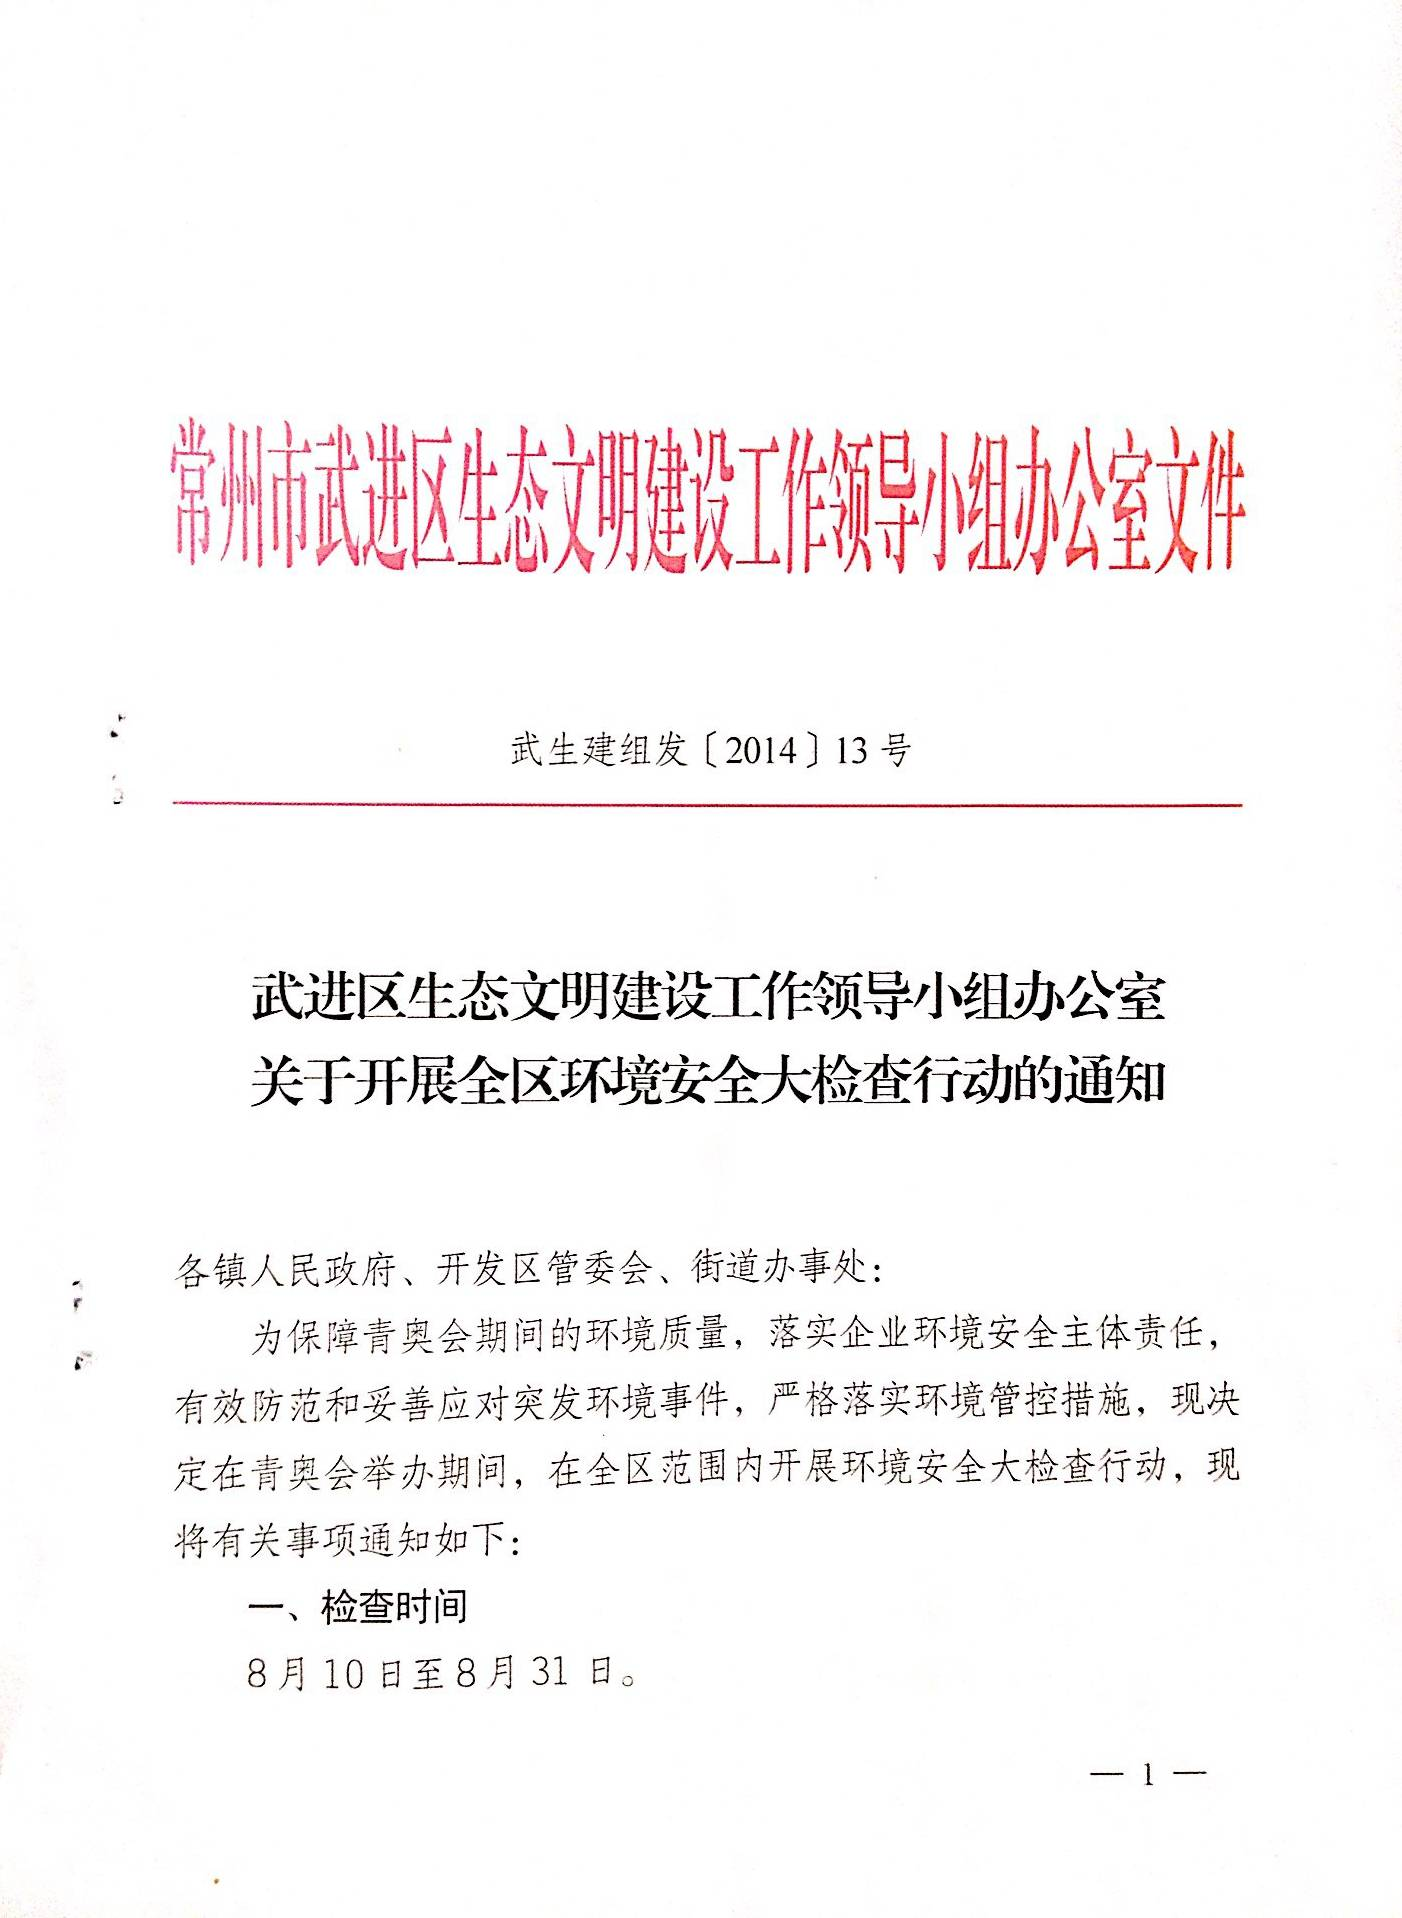 常州市武进区生态文明建设工作领导小组办公室文件
武生建组发〔2014〕13 号
武进区生态文明建设工作领导小组办公室
关于开展全区环境安全大检查行动的通知
各镇人民政府、开发区管委会、街道办事处：
为保障青奥会期间的环境质量，落实企业环境安全主体责任，
有效防范和妥善应对突发环境事件，严格落实环境管控措施，现决
定在青奥会举办期间，在全区范围内开展环境安全大检查行动，现
将有关事项通知如下：
一、检查时间
8月10日至8月31日。
— 1 —